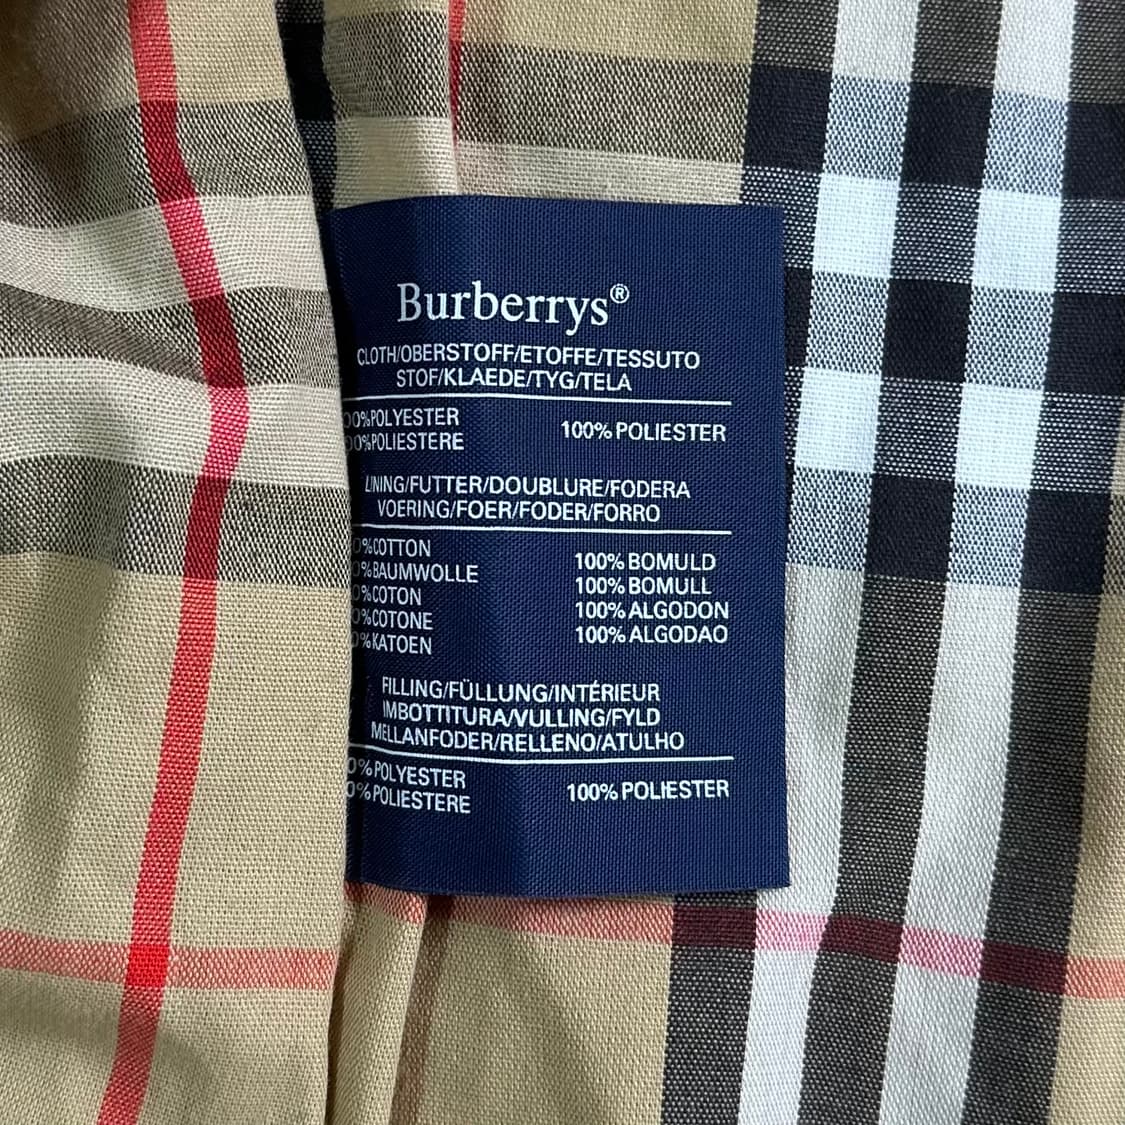 Burberrys®
CLOTH/OBERSTOFF/ETOFFE/TESSUTO
STOF/KLAEDE/TYG/TELA
00%POLYESTER 100% POLIESTER
00%POLIESTERE
LINING/FUTTER/DOUBLURE/FODERA
VOERING/FOER/FODER/FORRO
0%COTTON 100% BOMULD
0%BAUMWOLLE 100% BOMULL
0%COTON 100% ALGODON
0%COTONE 100% ALGODAO
0%KATOEN
FILLING/FÜLLUNG/INTÉRIEUR
IMBOTTITURA/VULLING/FYLD
MELLANFODER/RELLENO/ATULHO
0% POLYESTER 100% POLIESTER
0% POLIESTERE